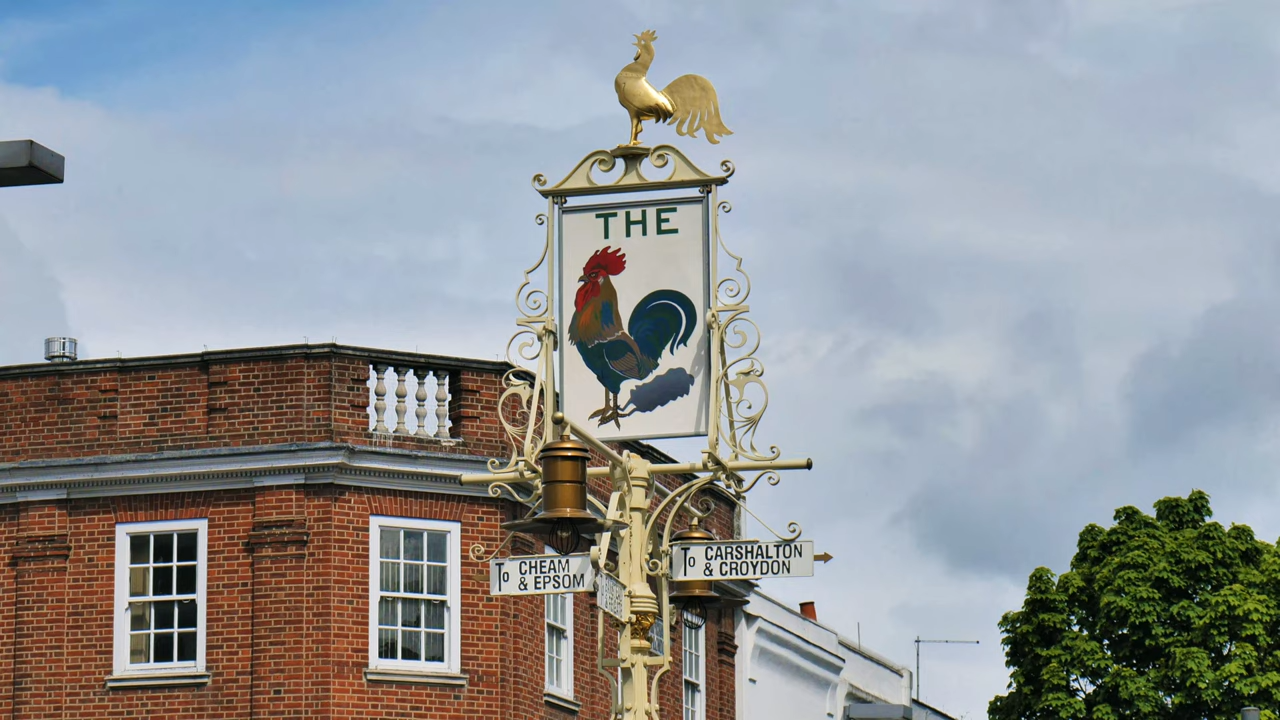 THE
To CHEAM
& EPSOM
To CARSHALTON
& CROYDON